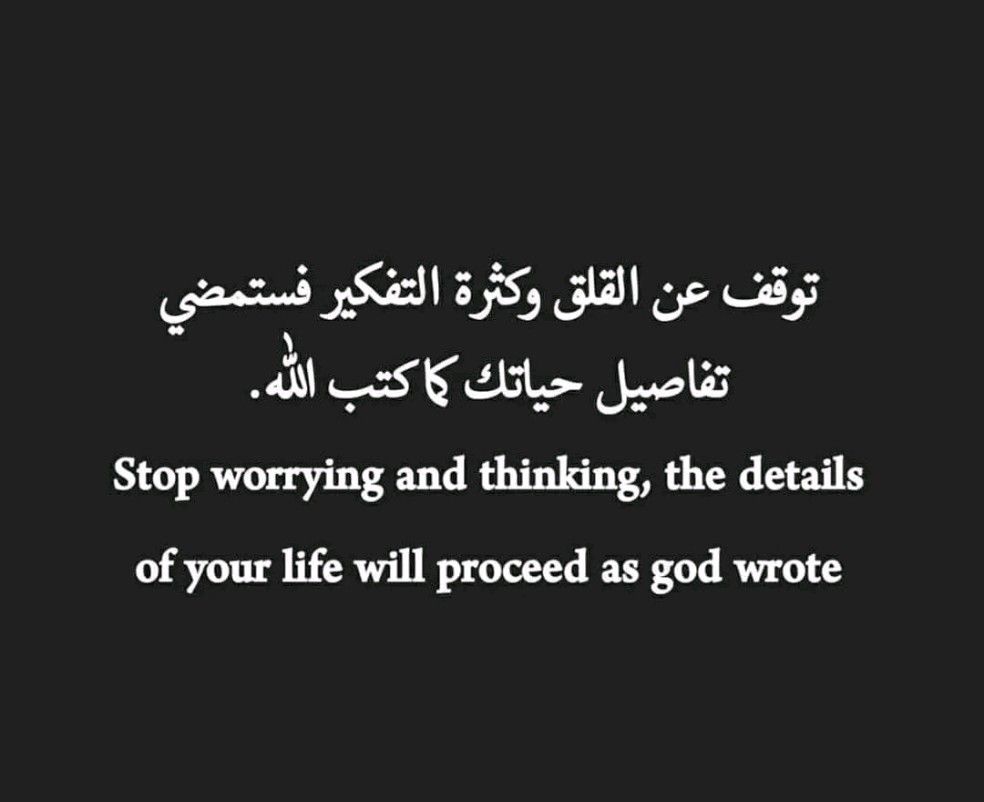 توقف عن القلق وكثرة التفكير فستمضي
تفاصيل حياتك كما كتب الله.
Stop worrying and thinking, the details
of your life will proceed as god wrote